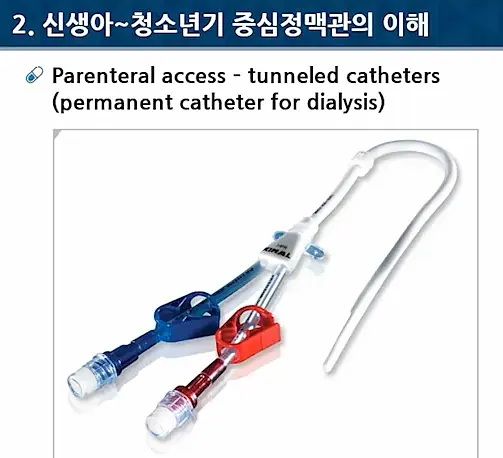 2. 신생아~청소년기 중심정맥관의 이해
Parenteral access - tunneled catheters
(permanent catheter for dialysis)